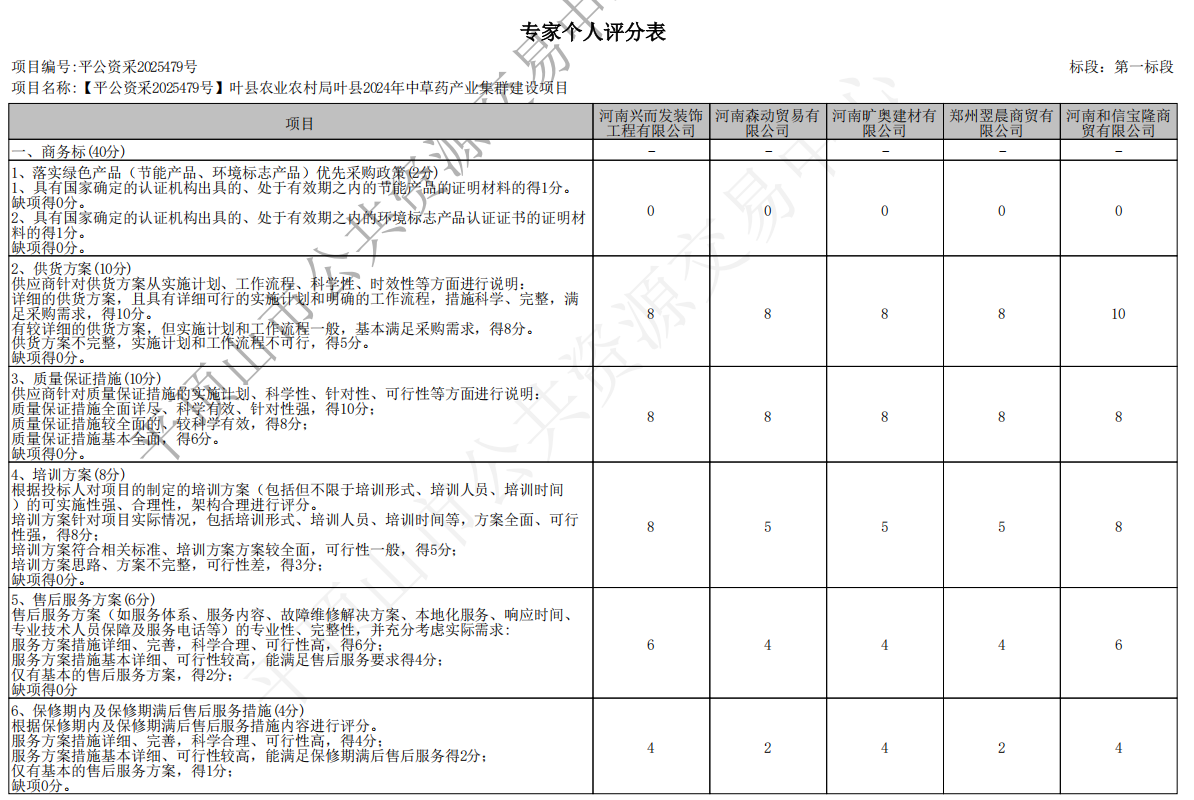 专家个人评分表
项目编号:平公资采2025479号
标段：第一标段
项目名称:【平公资采2025479号】叶县农业农村局叶县2024年中草药产业集群建设项目
项目
河南兴而发装饰
工程有限公司
河南森动贸易有
限公司
河南旷奥建材有
限公司
郑州翌晨商贸有
限公司
河南和信宝隆商
贸有限公司
一、商务标(40分)
－ － － － －
1、落实绿色产品（节能产品、环境标志产品）优先采购政策(2分)
1、具有国家确定的认证机构出具的、处于有效期之内的节能产品的证明材料的得1分。
缺项得0分。
2、具有国家确定的认证机构出具的、处于有效期之内的环境标志产品认证证书的证明材
料的得1分。
缺项得0分。
0 0 0 0 0
2、供货方案(10分)
供应商针对供货方案从实施计划、工作流程、科学性、时效性等方面进行说明：
详细的供货方案，且具有详细可行的实施计划和明确的工作流程，措施科学、完整，满
足采购需求，得10分。
有较详细的供货方案，但实施计划和工作流程一般，基本满足采购需求，得8分。
供货方案不完整，实施计划和工作流程不可行，得5分。
缺项得0分。
8 8 8 8 10
3、质量保证措施(10分)
供应商针对质量保证措施的实施计划、科学性、针对性、可行性等方面进行说明：
质量保证措施全面详尽、科学有效、针对性强，得10分；
质量保证措施较全面的、较科学有效，得8分；
质量保证措施基本全面，得6分。
缺项得0分。
8 8 8 8 8
4、培训方案(8分)
根据投标人对项目的制定的培训方案（包括但不限于培训形式、培训人员、培训时间
）的可实施性强、合理性，架构合理进行评分。
培训方案针对项目实际情况，包括培训形式、培训人员、培训时间等，方案全面、可行
性强，得8分；
培训方案符合相关标准、培训方案方案较全面，可行性一般，得5分；
培训方案思路、方案不完整，可行性差，得3分；
缺项得0分。
8 5 5 5 8
5、售后服务方案(6分)
售后服务方案（如服务体系、服务内容、故障维修解决方案、本地化服务、响应时间、
专业技术人员保障及服务电话等）的专业性、完整性，并充分考虑实际需求：
服务方案措施详细、完善，科学合理、可行性高，得6分；
服务方案措施基本详细、可行性较高，能满足售后服务要求得4分；
仅有基本的售后服务方案，得2分；
缺项得0分
6 4 4 4 6
6、保修期内及保修期满后售后服务措施(4分)
根据保修期内及保修期满后售后服务措施内容进行评分。
服务方案措施详细、完善，科学合理、可行性高，得4分；
服务方案措施基本详细、可行性较高，能满足保修期满后售后服务得2分；
仅有基本的售后服务方案，得1分；
缺项0分。
4 2 4 2 4
平顶山市公共资源交易中心
平顶山市公共资源交易中心